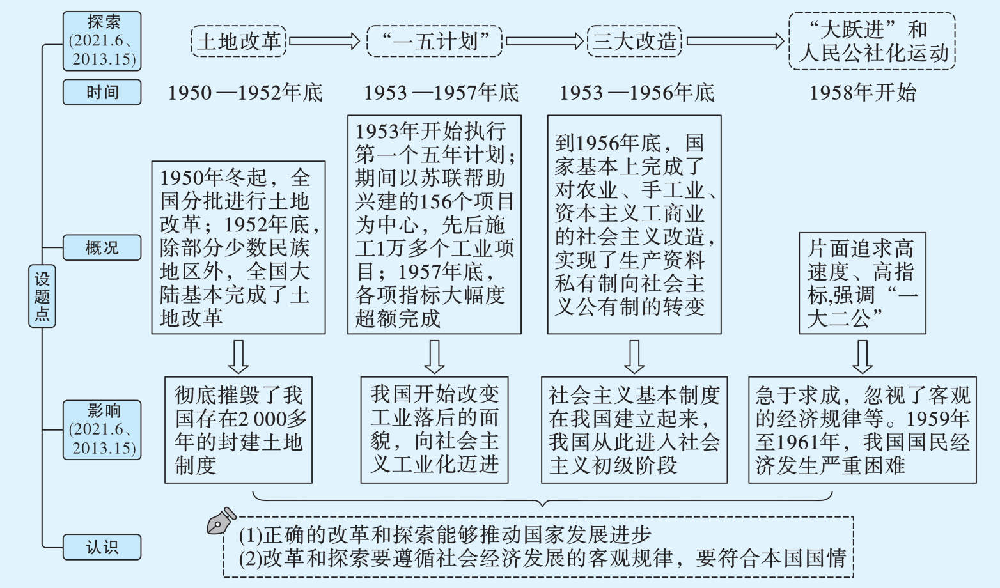 设题点
探索
(2021.6、
2013.15)
土地改革
“一五计划”
三大改造
“大跃进”和
人民公社化运动
时间
1950—1952年底
1953—1957年底
1953—1956年底
1958年开始
概况
1950年冬起，全
国分批进行土地
改革；1952年底，
除部分少数民族
地区外，全国大
陆基本完成了土
地改革
1953年开始执行
第一个五年计划；
期间以苏联帮助
兴建的156个项目
为中心，先后施
工1万多个工业项
目；1957年底，
各项指标大幅度
超额完成
到1956年底，国
家基本上完成了
对农业、手工业、
资本主义工商业
的社会主义改造，
实现了生产资料
私有制向社会主
义公有制的转变
片面追求高
速度、高指
标,强调“一
大二公”
影响
(2021.6、
2013.15)
彻底摧毁了我
国存在2 000多
年的封建土地
制度
我国开始改变
工业落后的面
貌，向社会主
义工业化迈进
社会主义基本制度
在我国建立起来，
我国从此进入社会
主义初级阶段
急于求成，忽视了客观
的经济规律等。1959年
至1961年，我国国民经
济发生严重困难
认识
(1)正确的改革和探索能够推动国家发展进步
(2)改革和探索要遵循社会经济发展的客观规律，要符合本国国情